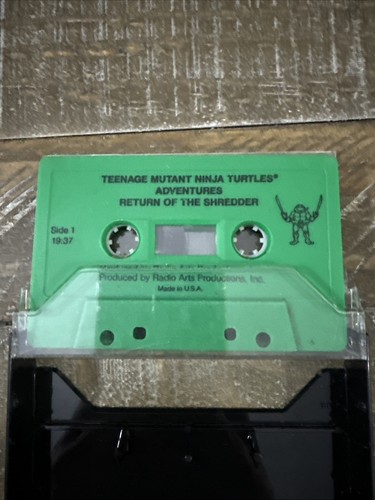 TEENAGE MUTANT NINJA TURTLES®
ADVENTURES
RETURN OF THE SHREDDER
Side 1
19:37
Produced by Radio Arts Productions, Inc.
Made in U.S.A.